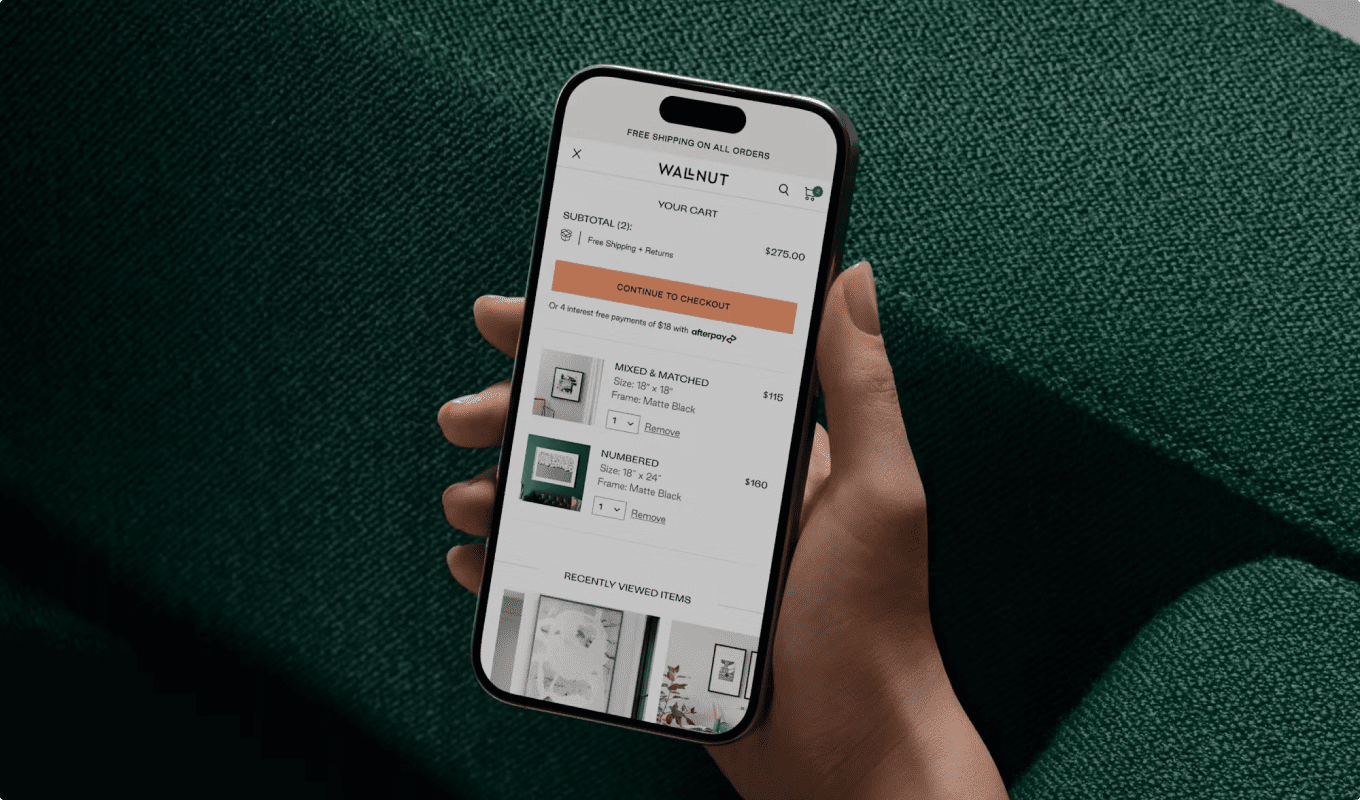 FREE SHIPPING ON ALL ORDERS
WALLNUT
YOUR CART
SUBTOTAL (2):
Free Shipping + Returns
$275.00
CONTINUE TO CHECKOUT
Or 4 interest free payments of $18 with afterpay
MIXED & MATCHED
$115
Size: 18" x 18"
Frame: Matte Black
1
Remove
NUMBERED
$160
Size: 18" x 24"
Frame: Matte Black
1
Remove
RECENTLY VIEWED ITEMS